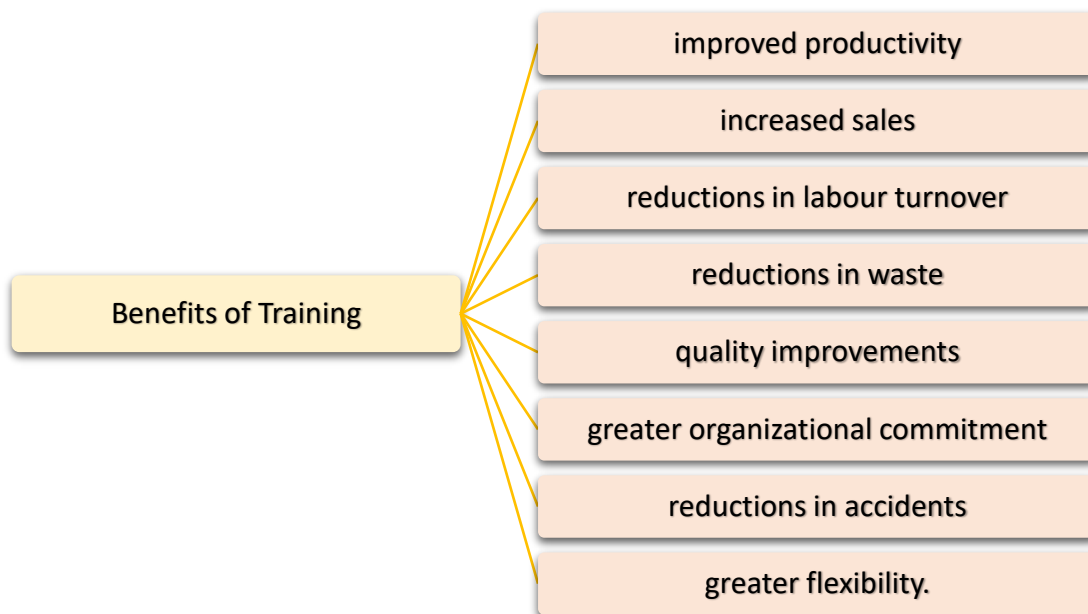 improved productivity
increased sales
reductions in labour turnover
reductions in waste
Benefits of Training
quality improvements
greater organizational commitment
reductions in accidents
greater flexibility.